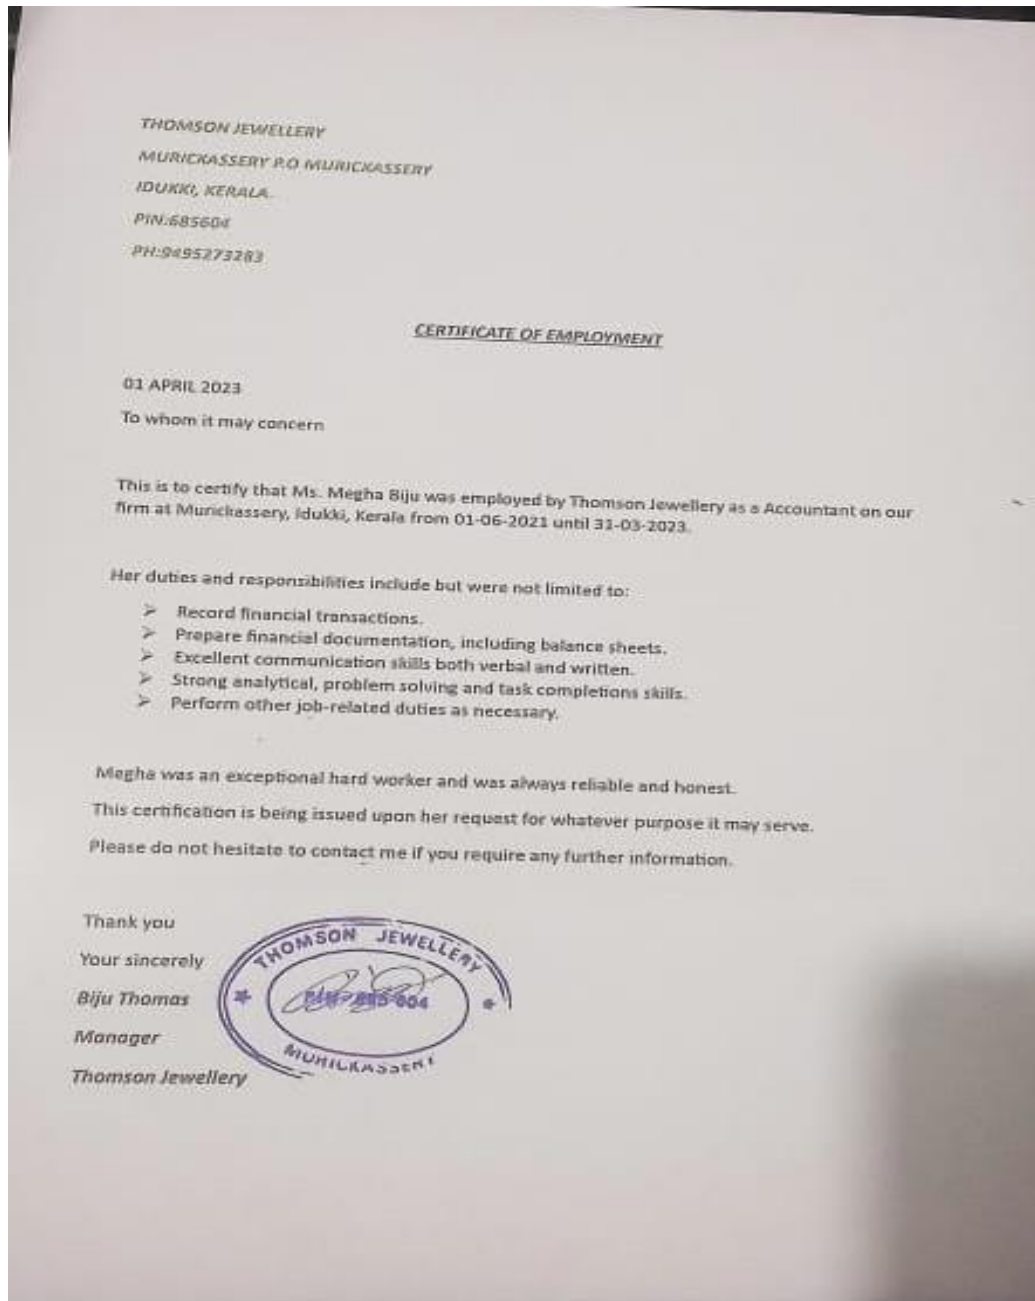 THOMSON JEWELLERY
MURICKASSERY P.O MURICKASSERY
IDUKKI, KERALA.
PIN:685604
PH:9495273283
CERTIFICATE OF EMPLOYMENT
01 APRIL 2023
To whom it may concern
This is to certify that Ms. Megha Biju was employed by Thomson Jewellery as a Accountant on our
firm at Murickassery, Idukki, Kerala from 01-06-2021 until 31-03-2023.
Her duties and responsibilities include but were not limited to:
➢ Record financial transactions.
➢ Prepare financial documentation, including balance sheets.
➢ Excellent communication skills both verbal and written.
➢ Strong analytical, problem solving and task completions skills.
➢ Perform other job-related duties as necessary.
Megha was an exceptional hard worker and was always reliable and honest.
This certification is being issued upon her request for whatever purpose it may serve.
Please do not hesitate to contact me if you require any further information.
Thank you
Your sincerely
Biju Thomas
Manager
Thomson Jewellery
THOMSON JEWELLERY
PIN-685 604
MURICKASSERY